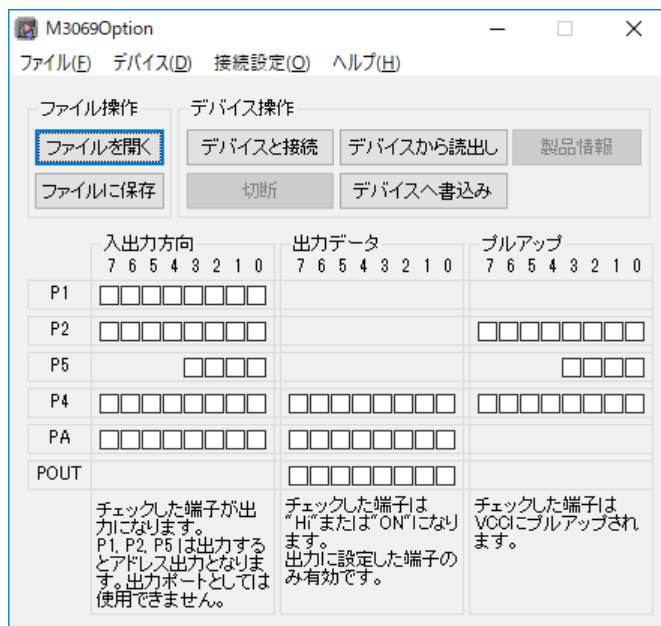 M3069Option
ファイル(F) デバイス(D) 接続設定(O) ヘルプ(H)
ファイル操作 デバイス操作
ファイルを開く デバイスと接続 デバイスから読出し 製品情報
ファイルに保存 切断 デバイスへ書込み
入出力方向 出力データ プルアップ
7 6 5 4 3 2 1 0 7 6 5 4 3 2 1 0 7 6 5 4 3 2 1 0
P1
P2
P5
P4
PA
POUT
チェックした端子が出
力になります。
P1, P2, P5は出力する
とアドレス出力となりま
す。出力ポートとしては
使用できません。
チェックした端子は
"Hi"または"ON"になり
ます。
出力に設定した端子の
み有効です。
チェックした端子は
VCCにプルアップされ
ます。